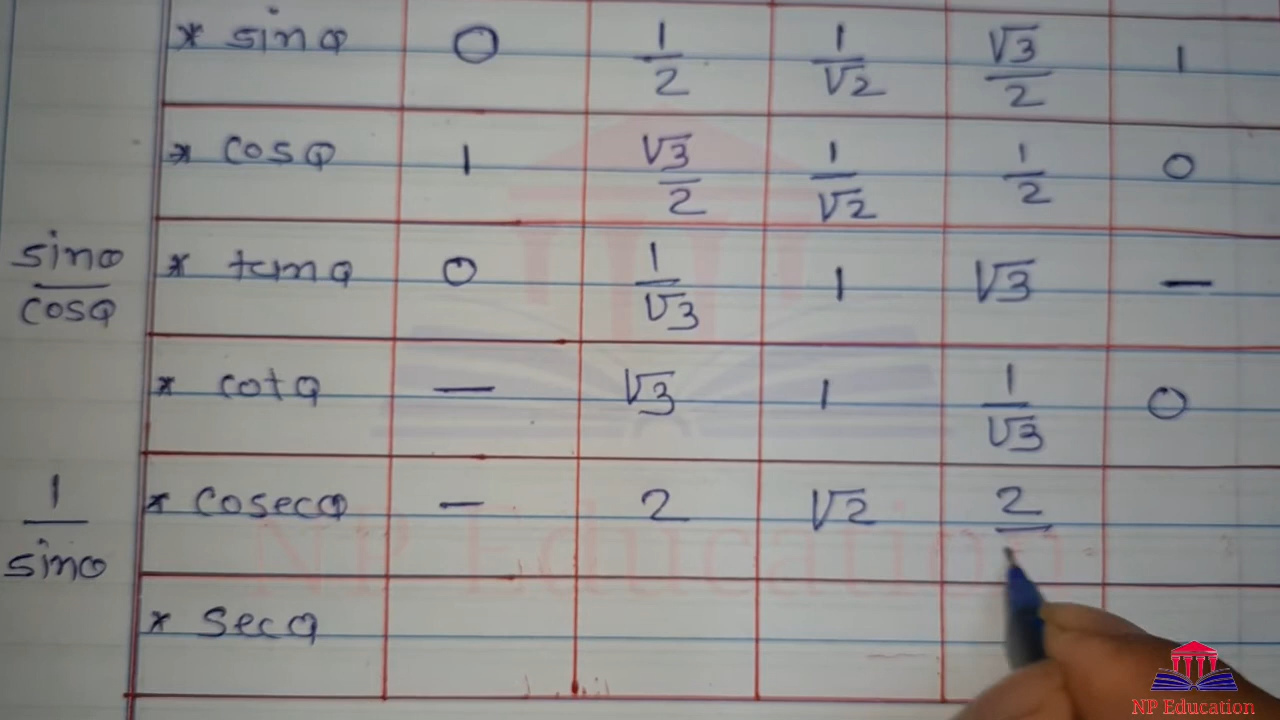 * sinθ 0 1/2 1/√2 √3/2 1
* cosθ 1 √3/2 1/√2 1/2 0
sinθ/cosθ * tanθ 0 1/√3 1 √3 —
* cotθ — √3 1 1/√3 0
1/sinθ * cosecθ — 2 √2 2/
* secθ
NP Education
NP Education